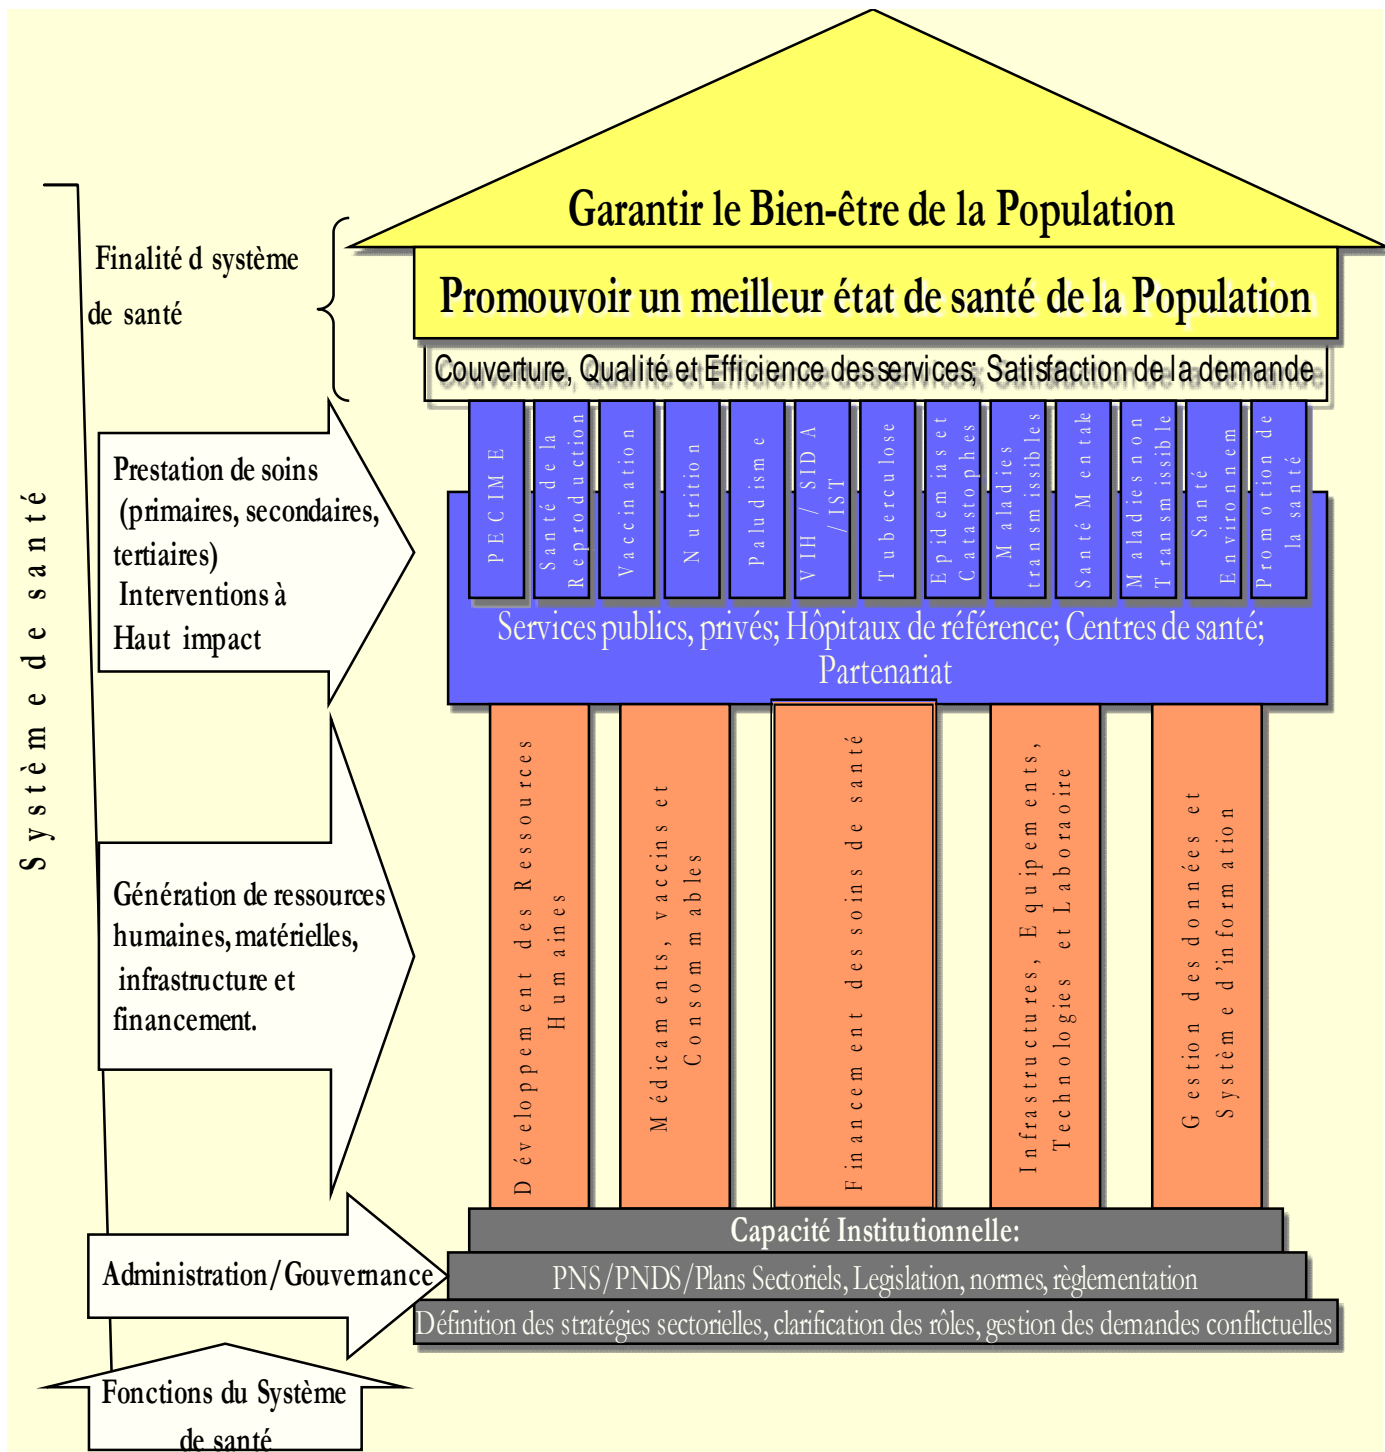 Garantir le Bien-être de la Population
Promouvoir un meilleur état de santé de la Population
Couverture, Qualité et Efficience desservices; Satisfaction de la demande
Système de santé
Finalité d système
de santé
Prestation de soins
(primaires, secondaires,
tertiaires)
Interventions à
Haut impact
PECIME
Santé de la
Reproduction
Vaccination
Nutrition
Paludisme
VIH / SIDA
/ IST
Tuberculose
Epidemias et
Catastophes
Maladies
transmissibles
Santé Mentale
Maladies non
Transmissible
Santé
Environnem
Promotion de
la santé
Services publics, privés; Hôpitaux de référence; Centres de santé;
Partenariat
Génération de ressources
humaines, matérielles,
infrastructure et
financement.
Développement des Ressources
Humaines
Médicaments, vaccins et
Consommables
Financement des soins de santé
Infrastructures, Equipements,
Technologies et Laboraoire
Gestion des données et
Système d'information
Administration/Gouvernance
Capacité Institutionnelle:
PNS/PNDS/Plans Sectoriels, Legislation, normes, règlementation
Définition des stratégies sectorielles, clarification des rôles, gestion des demandes conflictuelles
Fonctions du Système
de santé